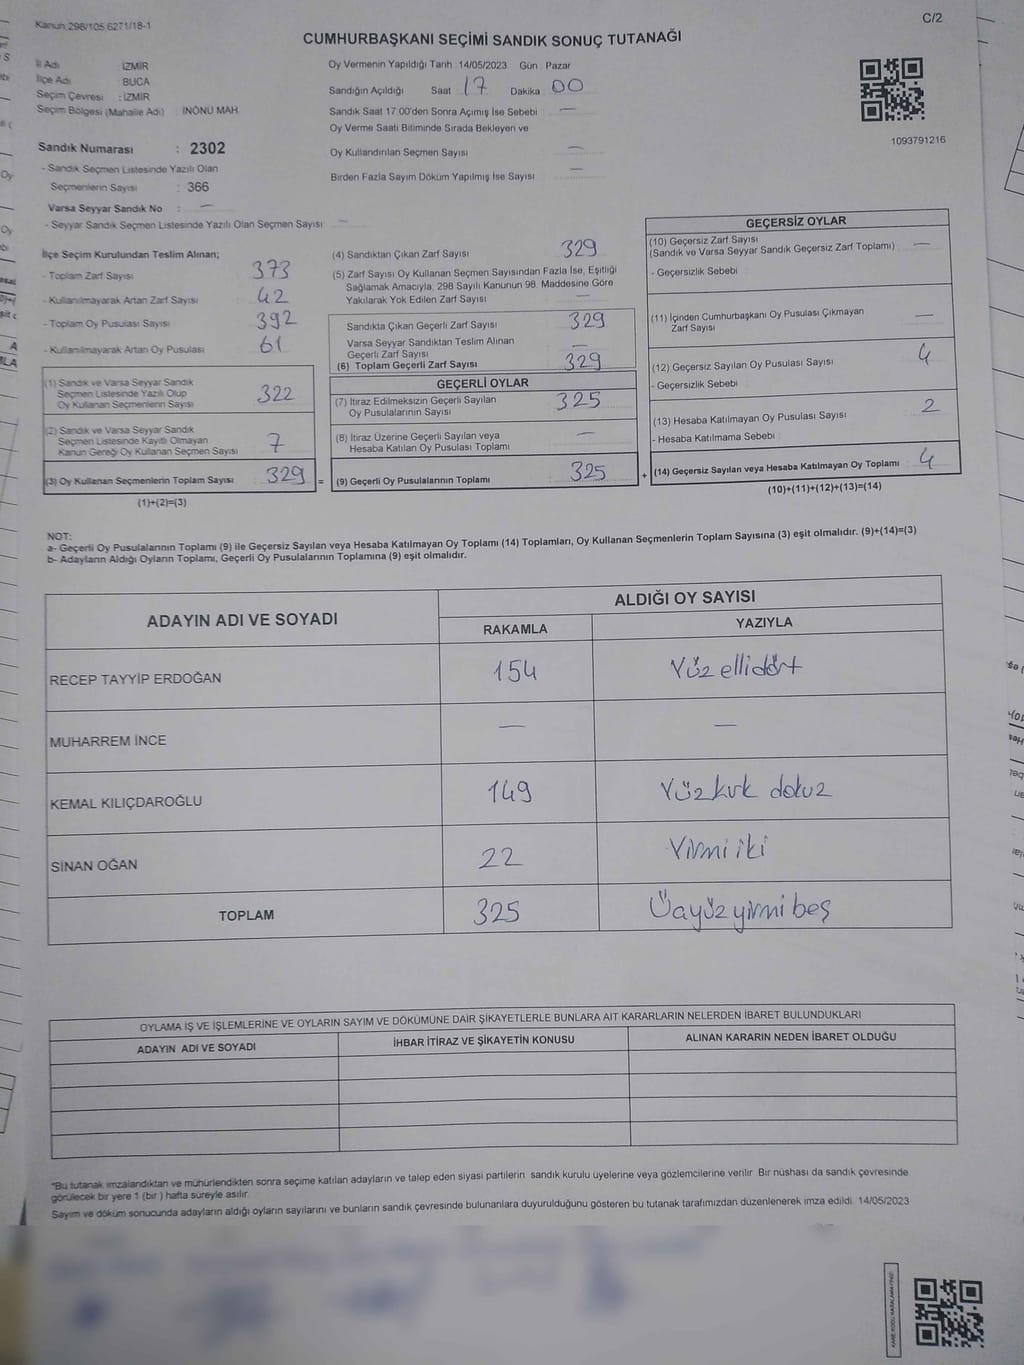 Kanun:298/105 6271/18-1
C/2
CUMHURBAŞKANI SEÇİMİ SANDIK SONUÇ TUTANAĞI
İl Adı : İZMİR
İlçe Adı : BUCA
Seçim Çevresi : İZMİR
Seçim Bölgesi (Mahalle Adı) : İNÖNÜ MAH.
Sandık Numarası : 2302
- Sandık Seçmen Listesinde Yazılı Olan
Seçmenlerin Sayısı : 366
Varsa Seyyar Sandık No : —
- Seyyar Sandık Seçmen Listesinde Yazılı Olan Seçmen Sayısı : —
Oy Vermenin Yapıldığı Tarih : 14/05/2023 Gün : Pazar
Sandığın Açıldığı Saat 17 Dakika : 00
Sandık Saat 17:00'den Sonra Açılmış İse Sebebi : —
Oy Verme Saati Bitiminde Sırada Bekleyen ve
Oy Kullandırılan Seçmen Sayısı : —
Birden Fazla Sayım Döküm Yapılmış İse Sayısı : —
1093791216
İlçe Seçim Kurulundan Teslim Alınan;
- Toplam Zarf Sayısı : 373
- Kullanılmayarak Artan Zarf Sayısı : 42
- Toplam Oy Pusulası Sayısı : 392
- Kullanılmayarak Artan Oy Pusulası : 61
(1) Sandık ve Varsa Seyyar Sandık
Seçmen Listesinde Yazılı Olup
Oy Kullanan Seçmenlerin Sayısı : 322
(2) Sandık ve Varsa Seyyar Sandık
Seçmen Listesinde Kayıtlı Olmayan
Kanun Gereği Oy Kullanan Seçmen Sayısı : 7
(3) Oy Kullanan Seçmenlerin Toplam Sayısı : 329 =
(1)+(2)=(3)
(4) Sandıktan Çıkan Zarf Sayısı : 329
(5) Zarf Sayısı Oy Kullanan Seçmen Sayısından Fazla İse, Eşitliği
Sağlamak Amacıyla, 298 Sayılı Kanunun 98. Maddesine Göre
Yakılarak Yok Edilen Zarf Sayısı : —
Sandıkta Çıkan Geçerli Zarf Sayısı : 329
Varsa Seyyar Sandıktan Teslim Alınan
Geçerli Zarf Sayısı : —
(6) Toplam Geçerli Zarf Sayısı : 329
GEÇERLİ OYLAR
(7) İtiraz Edilmeksizin Geçerli Sayılan
Oy Pusulalarının Sayısı : 325
(8) İtiraz Üzerine Geçerli Sayılan veya
Hesaba Katılan Oy Pusulası Toplamı : —
(9) Geçerli Oy Pusulalarının Toplamı : 325 +
GEÇERSİZ OYLAR
(10) Geçersiz Zarf Sayısı
(Sandık ve Varsa Seyyar Sandık Geçersiz Zarf Toplamı) : —
- Geçersizlik Sebebi :
(11) İçinden Cumhurbaşkanı Oy Pusulası Çıkmayan
Zarf Sayısı : —
(12) Geçersiz Sayılan Oy Pusulası Sayısı : 4
- Geçersizlik Sebebi :
(13) Hesaba Katılmayan Oy Pusulası Sayısı : 2
- Hesaba Katılmama Sebebi :
(14) Geçersiz Sayılan veya Hesaba Katılmayan Oy Toplamı : 4
(10)+(11)+(12)+(13)=(14)
NOT:
a- Geçerli Oy Pusulalarının Toplamı (9) ile Geçersiz Sayılan veya Hesaba Katılmayan Oy Toplamı (14) Toplamları, Oy Kullanan Seçmenlerin Toplam Sayısına (3) eşit olmalıdır. (9)+(14)=(3)
b- Adayların Aldığı Oyların Toplamı, Geçerli Oy Pusulalarının Toplamına (9) eşit olmalıdır.
ADAYIN ADI VE SOYADI ALDIĞI OY SAYISI
RAKAMLA YAZIYLA
RECEP TAYYİP ERDOĞAN 154 Yüz ellidört
MUHARREM İNCE — —
KEMAL KILIÇDAROĞLU 149 Yüzkırk dokuz
SİNAN OĞAN 22 Yirmi iki
TOPLAM 325 Üçyüzyirmi beş
OYLAMA İŞ VE İŞLEMLERİNE VE OYLARIN SAYIM VE DÖKÜMÜNE DAİR ŞİKAYETLERLE BUNLARA AİT KARARLARIN NELERDEN İBARET BULUNDUKLARI
ADAYIN ADI VE SOYADI İHBAR İTİRAZ VE ŞİKAYETİN KONUSU ALINAN KARARIN NEDEN İBARET OLDUĞU
*Bu tutanak imzalandıktan ve mühürlendikten sonra seçime katılan adayların ve talep eden siyasi partilerin sandık kurulu üyelerine veya gözlemcilerine verilir. Bir nüshası da sandık çevresinde
görülecek bir yere 1 (bir ) hafta süreyle asılır.
Sayım ve döküm sonucunda adayların aldığı oyların sayılarını ve bunların sandık çevresinde bulunanlara duyurulduğunu gösteren bu tutanak tarafımızdan düzenlenerek imza edildi. 14/05/2023